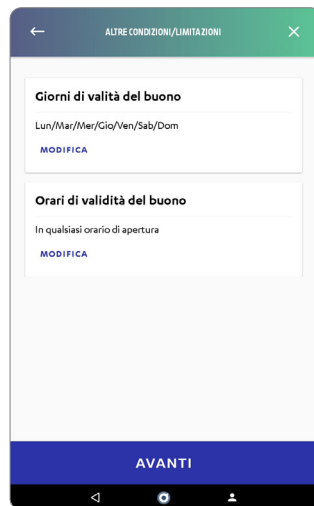 ALTRE CONDIZIONI/LIMITAZIONI
Giorni di valità del buono
Lun/Mar/Mer/Gio/Ven/Sab/Dom
MODIFICA
Orari di validità del buono
In qualsiasi orario di apertura
MODIFICA
AVANTI